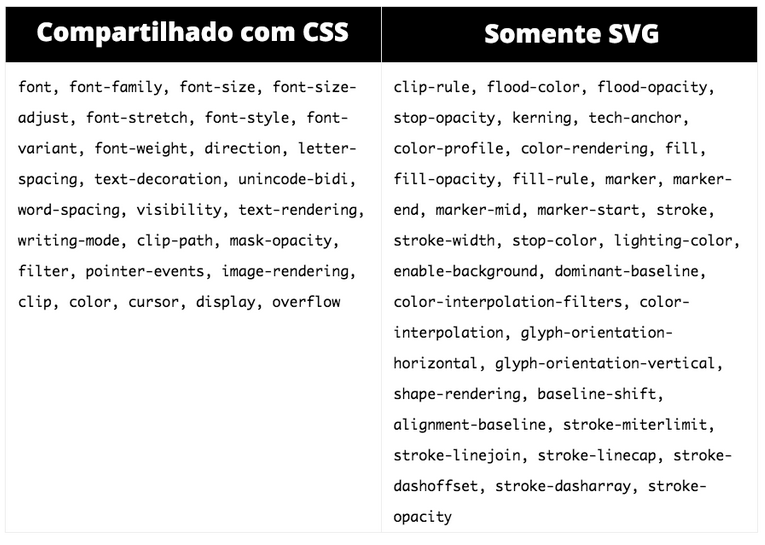 Compartilhado com CSS
font, font-family, font-size, font-size-
adjust, font-stretch, font-style, font-
variant, font-weight, direction, letter-
spacing, text-decoration, unincode-bidi,
word-spacing, visibility, text-rendering,
writing-mode, clip-path, mask-opacity,
filter, pointer-events, image-rendering,
clip, color, cursor, display, overflow
Somente SVG
clip-rule, flood-color, flood-opacity,
stop-opacity, kerning, tech-anchor,
color-profile, color-rendering, fill,
fill-opacity, fill-rule, marker, marker-
end, marker-mid, marker-start, stroke,
stroke-width, stop-color, lighting-color,
enable-background, dominant-baseline,
color-interpolation-filters, color-
interpolation, glyph-orientation-
horizontal, glyph-orientation-vertical,
shape-rendering, baseline-shift,
alignment-baseline, stroke-miterlimit,
stroke-linejoin, stroke-linecap, stroke-
dashoffset, stroke-dasharray, stroke-
opacity